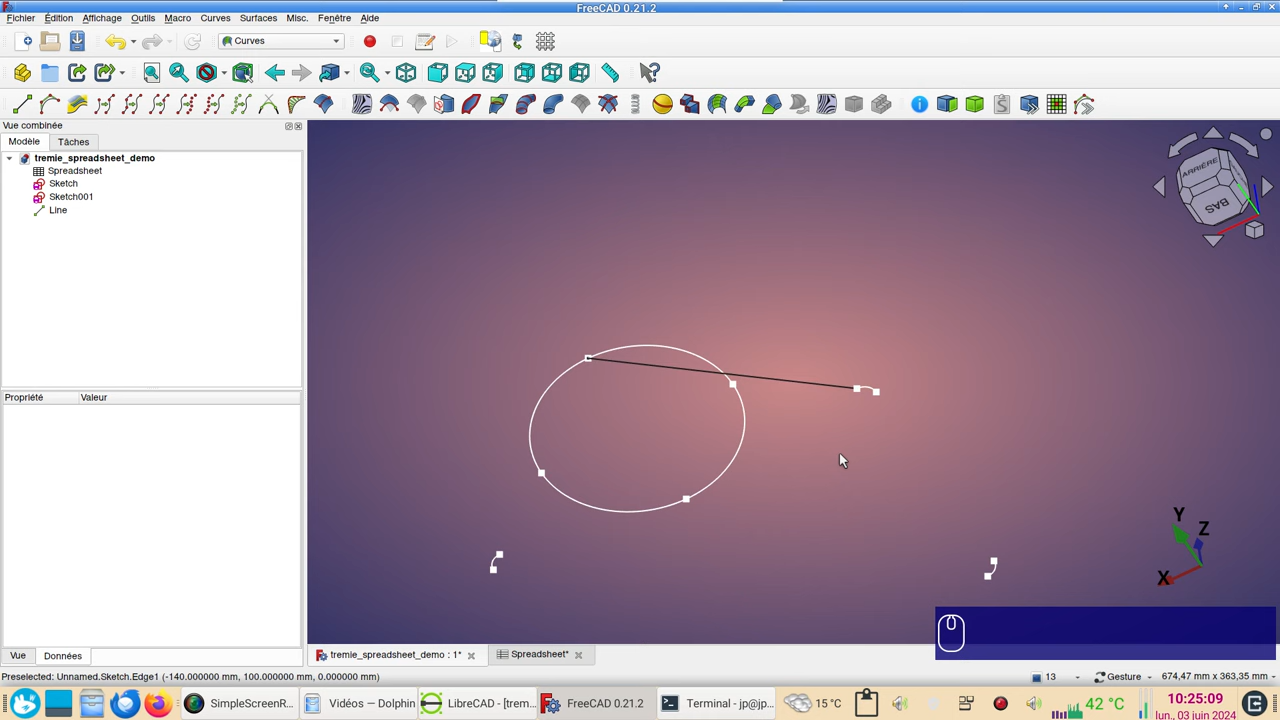 FreeCAD 0.21.2
Fichier Édition Affichage Outils Macro Curves Surfaces Misc. Fenêtre Aide
Curves
Vue combinée
Modèle Tâches
tremie_spreadsheet_demo
Spreadsheet
Sketch
Sketch001
Line
Propriété Valeur
ARRIÈRE
BAS
Y
Z
X
Vue Données
tremie_spreadsheet_demo : 1* Spreadsheet*
Preselected: Unnamed.Sketch.Edge1 (-140.000000 mm, 100.000000 mm, 0.000000 mm) 13 Gesture 674,47 mm x 363,35 mm
SimpleScreenR... Vidéos — Dolphin LibreCAD - [trem... FreeCAD 0.21.2 Terminal - jp@jp... 15 °C 42 °C 10:25:09
lun., 03 juin 2024